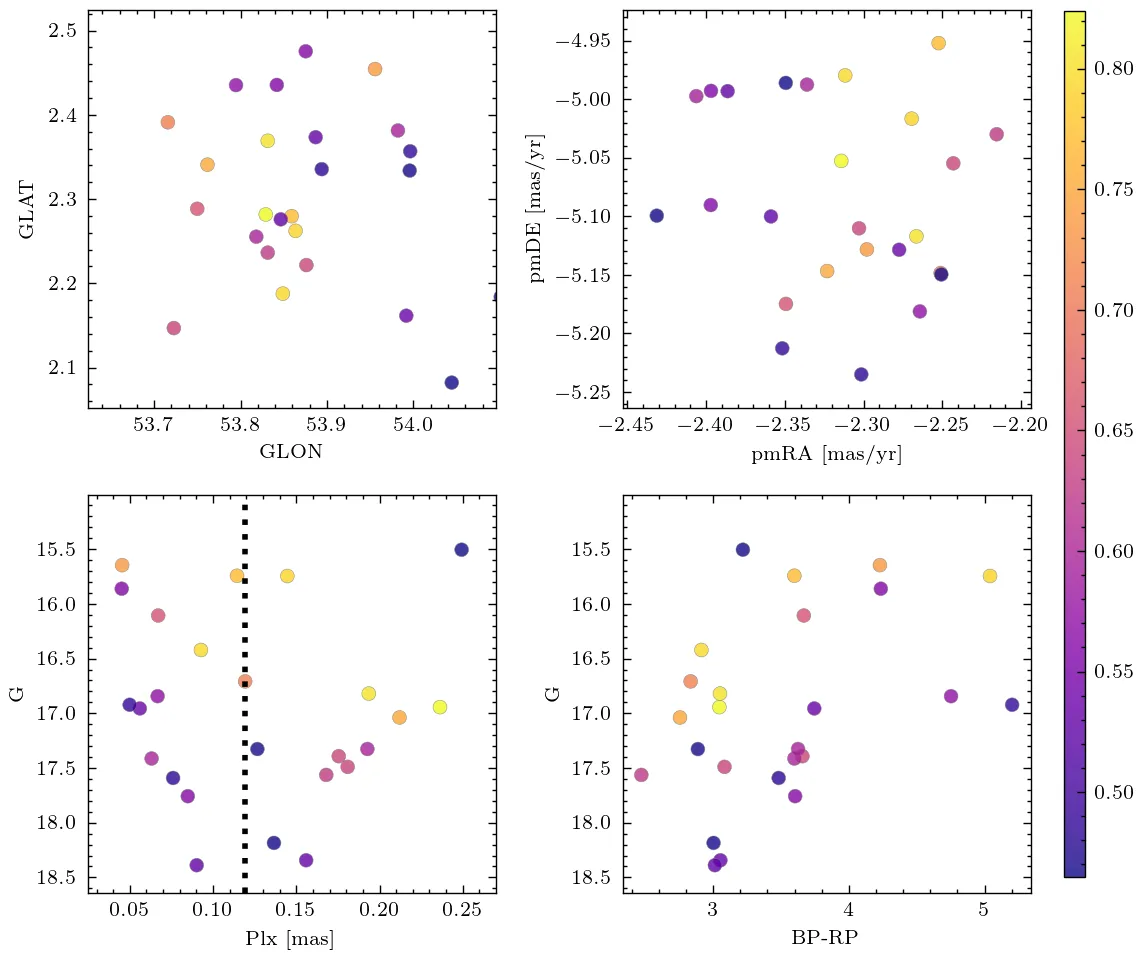 2.5
2.4
2.3
2.2
2.1
GLAT
53.7 53.8 53.9 54.0
GLON
−4.95
−5.00
−5.05
−5.10
−5.15
−5.20
−5.25
pmDE [mas/yr]
−2.45 −2.40 −2.35 −2.30 −2.25 −2.20
pmRA [mas/yr]
15.5
16.0
16.5
17.0
17.5
18.0
18.5
G
0.05 0.10 0.15 0.20 0.25
Plx [mas]
15.5
16.0
16.5
17.0
17.5
18.0
18.5
G
3 4 5
BP-RP
0.80
0.75
0.70
0.65
0.60
0.55
0.50